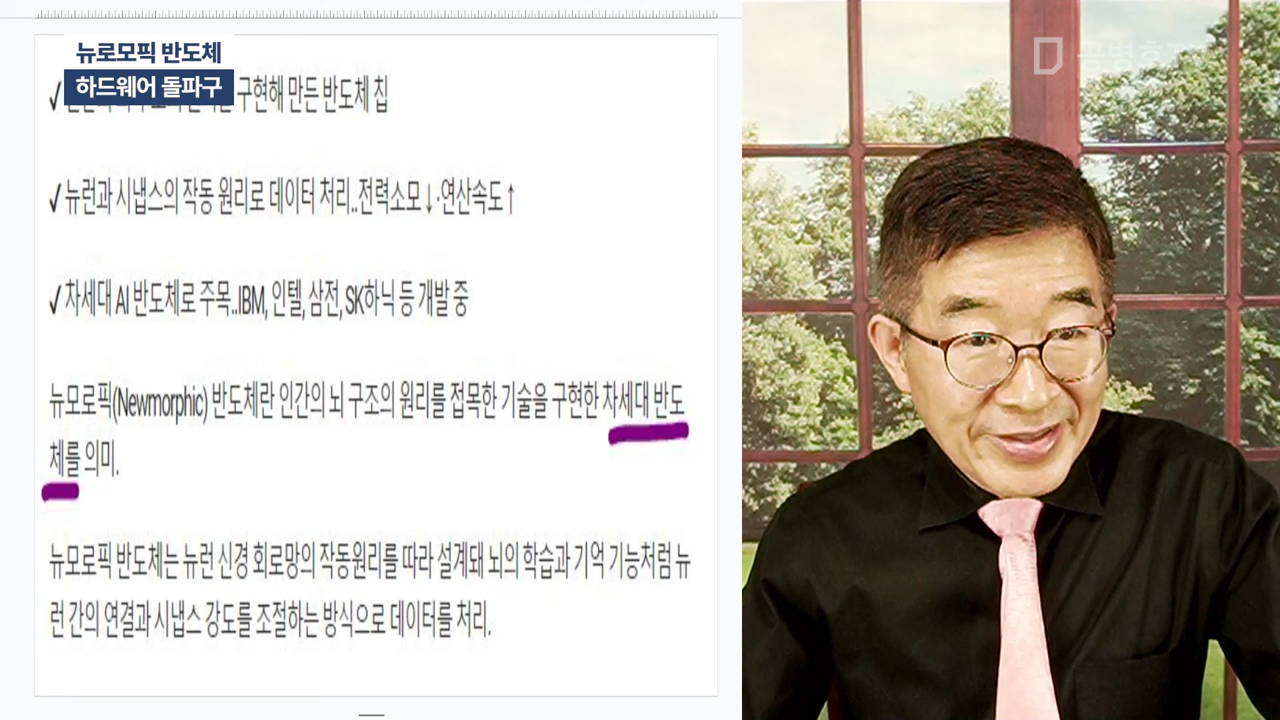 뉴로모픽 반도체
하드웨어 돌파구
✓ 구현해 만든 반도체 칩
✓ 뉴런과 시냅스의 작동 원리로 데이터 처리..전력소모↓·연산속도↑
✓ 차세대 AI 반도체로 주목..IBM, 인텔, 삼전, SK하닉 등 개발 중
뉴모로픽(Newmorphic) 반도체란 인간의 뇌 구조의 원리를 접목한 기술을 구현한 차세대 반도
체를 의미.
뉴모로픽 반도체는 뉴런 신경 회로망의 작동원리를 따라 설계돼 뇌의 학습과 기억 기능처럼 뉴
런 간의 연결과 시냅스 강도를 조절하는 방식으로 데이터를 처리.